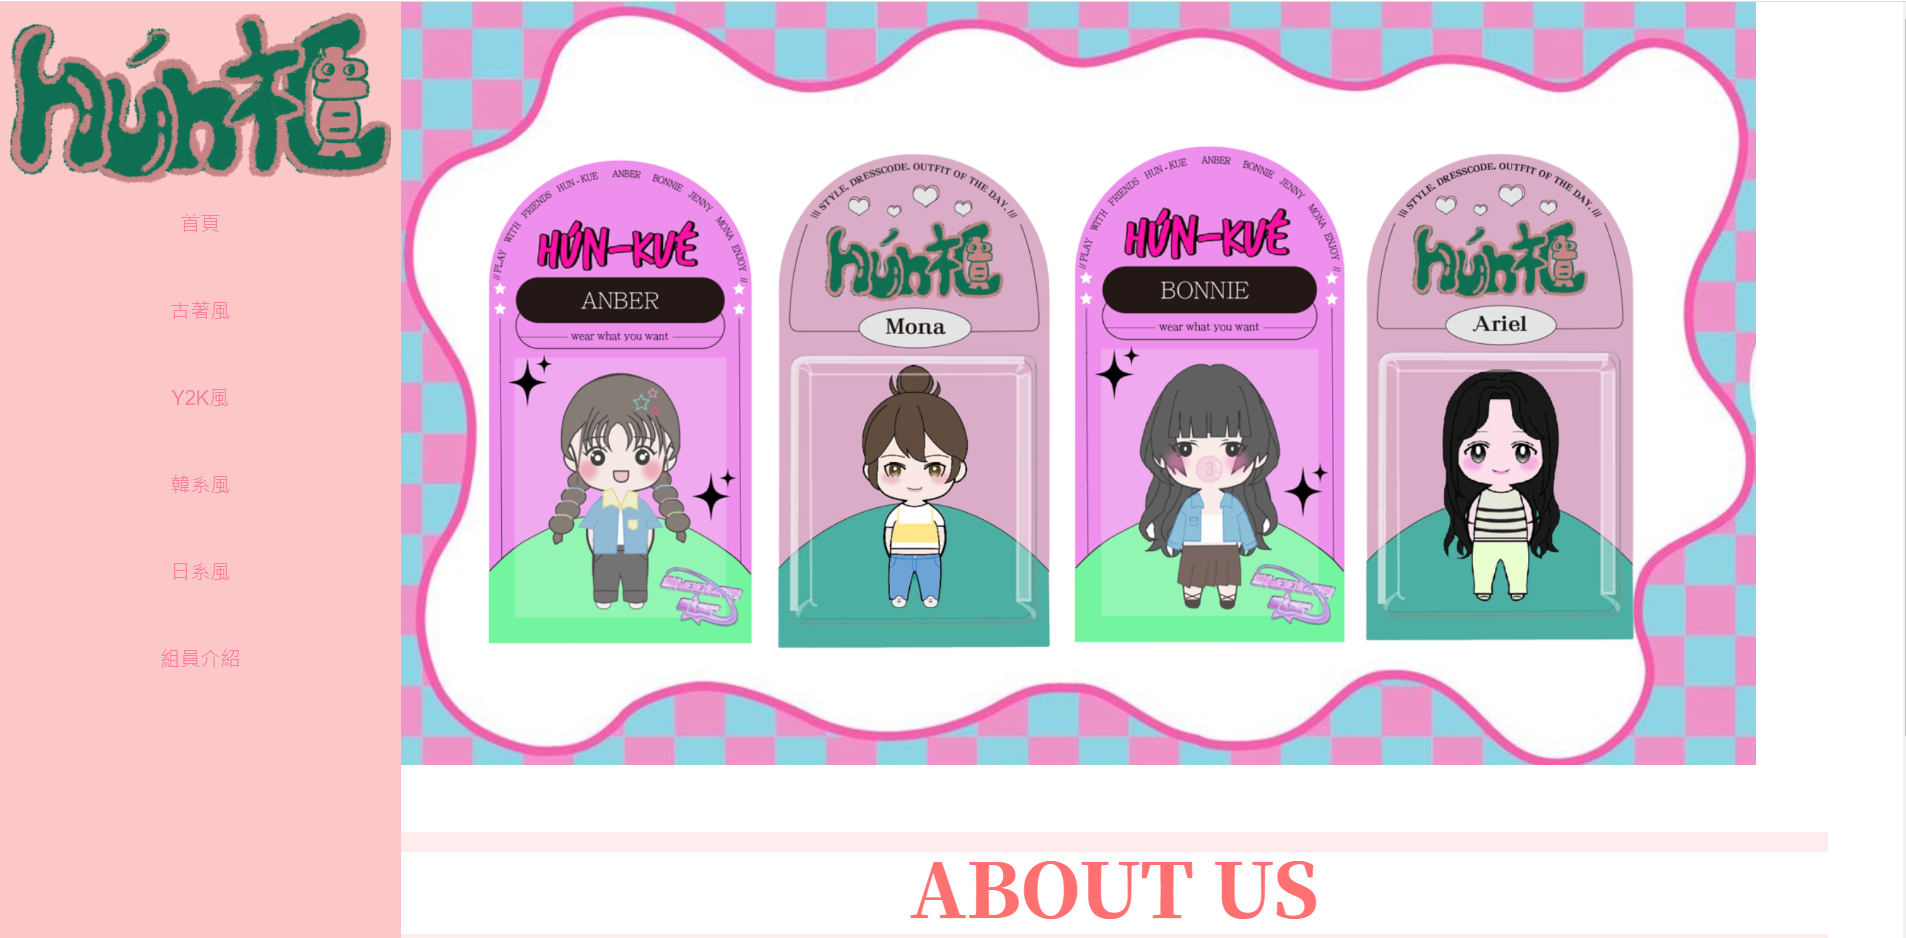 hún櫃
首頁
古著風
Y2K風
韓系風
日系風
組員介紹
// PLAY WITH FRIENDS HUN-KUE ANBER BONNIE JENNY MONA ENJOY //
HÚN-KUĒ
ANBER
wear what you want
\\\ STYLE. DRESSCODE. OUTFIT OF THE DAY. ///
hún櫃
Mona
// PLAY WITH FRIENDS HUN-KUE ANBER BONNIE JENNY MONA ENJOY //
HÚN-KUĒ
BONNIE
wear what you want
\\\ STYLE. DRESSCODE. OUTFIT OF THE DAY. ///
hún櫃
Ariel
ABOUT US